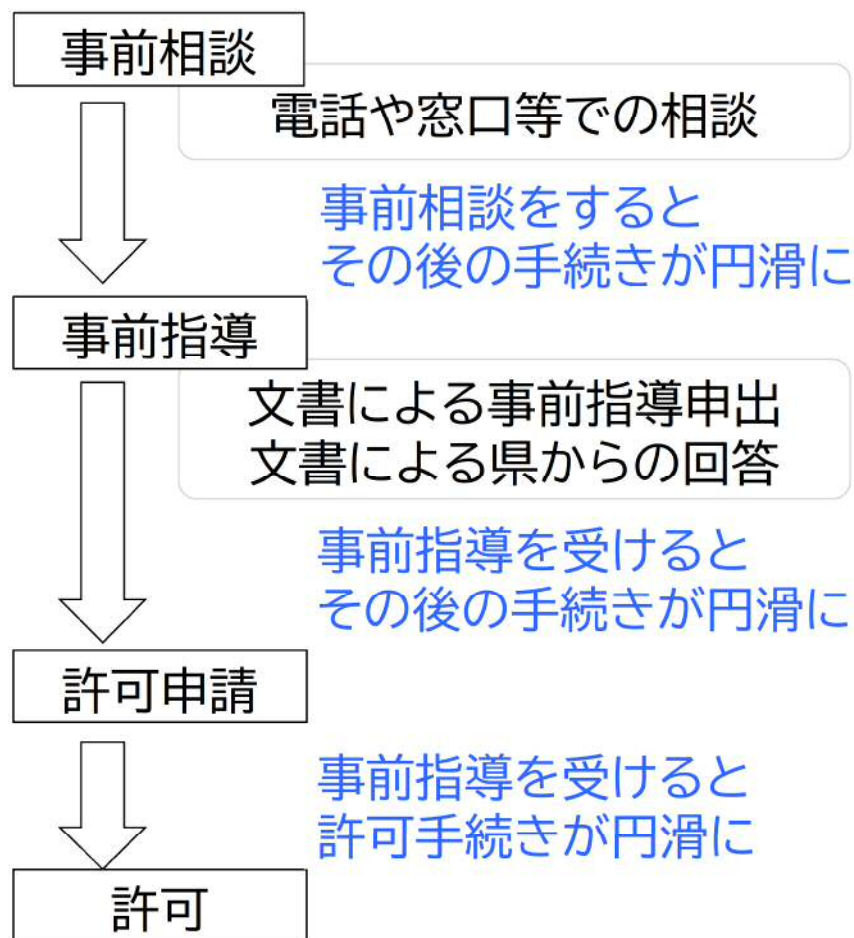 事前相談
電話や窓口等での相談
事前相談をすると
その後の手続きが円滑に
事前指導
文書による事前指導申出
文書による県からの回答
事前指導を受けると
その後の手続きが円滑に
許可申請
事前指導を受けると
許可手続きが円滑に
許可